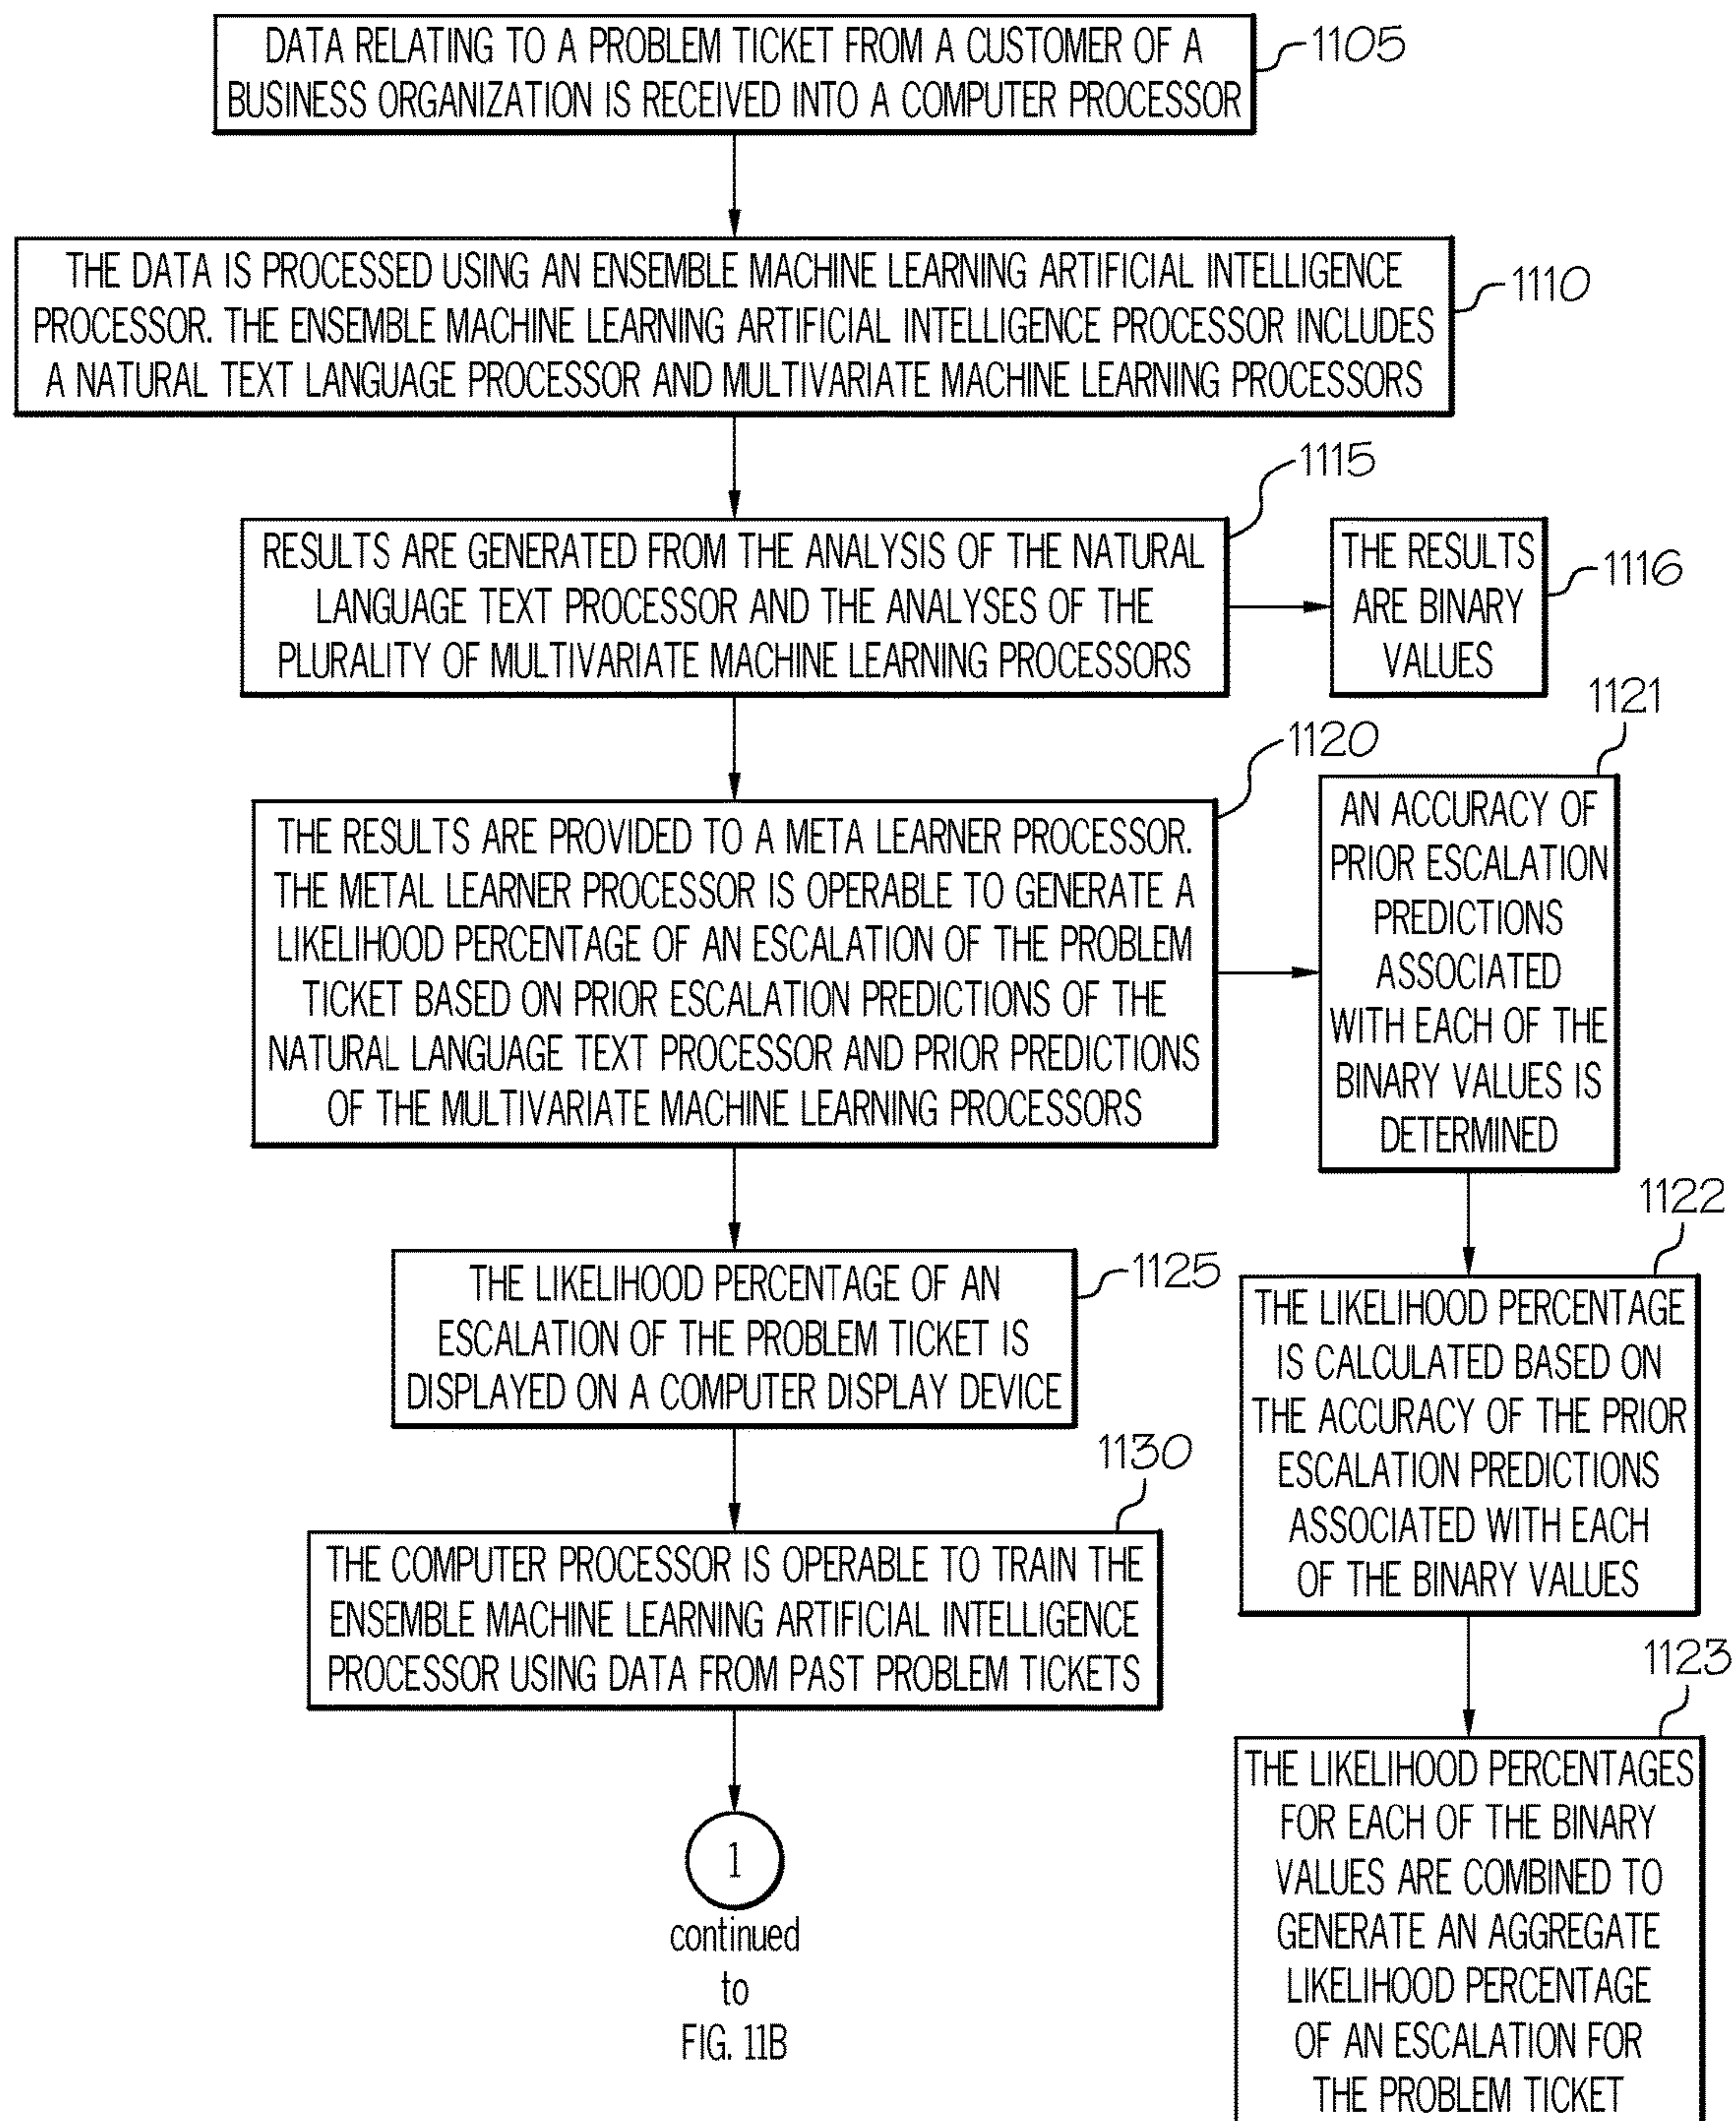 DATA RELATING TO A PROBLEM TICKET FROM A CUSTOMER OF A
BUSINESS ORGANIZATION IS RECEIVED INTO A COMPUTER PROCESSOR
1105
THE DATA IS PROCESSED USING AN ENSEMBLE MACHINE LEARNING ARTIFICIAL INTELLIGENCE
PROCESSOR. THE ENSEMBLE MACHINE LEARNING ARTIFICIAL INTELLIGENCE PROCESSOR INCLUDES
A NATURAL TEXT LANGUAGE PROCESSOR AND MULTIVARIATE MACHINE LEARNING PROCESSORS
1110
1115
RESULTS ARE GENERATED FROM THE ANALYSIS OF THE NATURAL
LANGUAGE TEXT PROCESSOR AND THE ANALYSES OF THE
PLURALITY OF MULTIVARIATE MACHINE LEARNING PROCESSORS
THE RESULTS
ARE BINARY
VALUES
1116
1120
THE RESULTS ARE PROVIDED TO A META LEARNER PROCESSOR.
THE METAL LEARNER PROCESSOR IS OPERABLE TO GENERATE A
LIKELIHOOD PERCENTAGE OF AN ESCALATION OF THE PROBLEM
TICKET BASED ON PRIOR ESCALATION PREDICTIONS OF THE
NATURAL LANGUAGE TEXT PROCESSOR AND PRIOR PREDICTIONS
OF THE MULTIVARIATE MACHINE LEARNING PROCESSORS
1121
AN ACCURACY OF
PRIOR ESCALATION
PREDICTIONS
ASSOCIATED
WITH EACH OF THE
BINARY VALUES IS
DETERMINED
1122
THE LIKELIHOOD PERCENTAGE
IS CALCULATED BASED ON
THE ACCURACY OF THE PRIOR
ESCALATION PREDICTIONS
ASSOCIATED WITH EACH
OF THE BINARY VALUES
THE LIKELIHOOD PERCENTAGE OF AN
ESCALATION OF THE PROBLEM TICKET IS
DISPLAYED ON A COMPUTER DISPLAY DEVICE
1125
1130
THE COMPUTER PROCESSOR IS OPERABLE TO TRAIN THE
ENSEMBLE MACHINE LEARNING ARTIFICIAL INTELLIGENCE
PROCESSOR USING DATA FROM PAST PROBLEM TICKETS
1123
THE LIKELIHOOD PERCENTAGES
FOR EACH OF THE BINARY
VALUES ARE COMBINED TO
GENERATE AN AGGREGATE
LIKELIHOOD PERCENTAGE
OF AN ESCALATION FOR
THE PROBLEM TICKET
1
continued
to
FIG. 11B